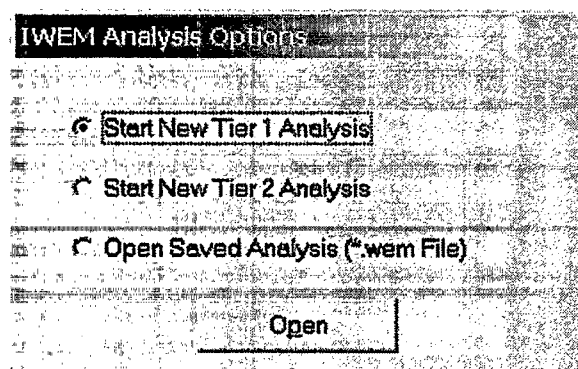 IWEM Analysis Options
Start New Tier 1 Analysis
Start New Tier 2 Analysis
Open Saved Analysis (*.wem File)
Open